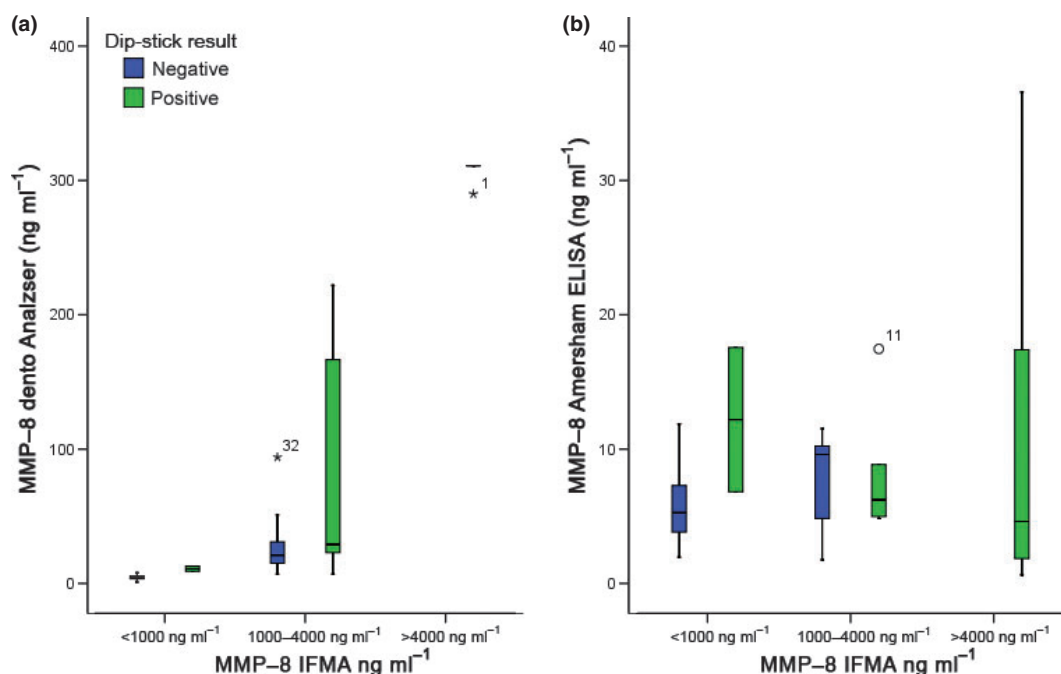 (a)
Dip-stick result
Negative
Positive
MMP–8 dento Analzser (ng ml⁻¹)
400
300
200
100
0
32
1
<1000 ng ml⁻¹ 1000–4000 ng ml⁻¹ >4000 ng ml⁻¹
MMP–8 IFMA ng ml⁻¹
(b)
MMP–8 Amersham ELISA (ng ml⁻¹)
40
30
20
10
0
11
<1000 ng ml⁻¹ 1000–4000 ng ml⁻¹ >4000 ng ml⁻¹
MMP–8 IFMA ng ml⁻¹